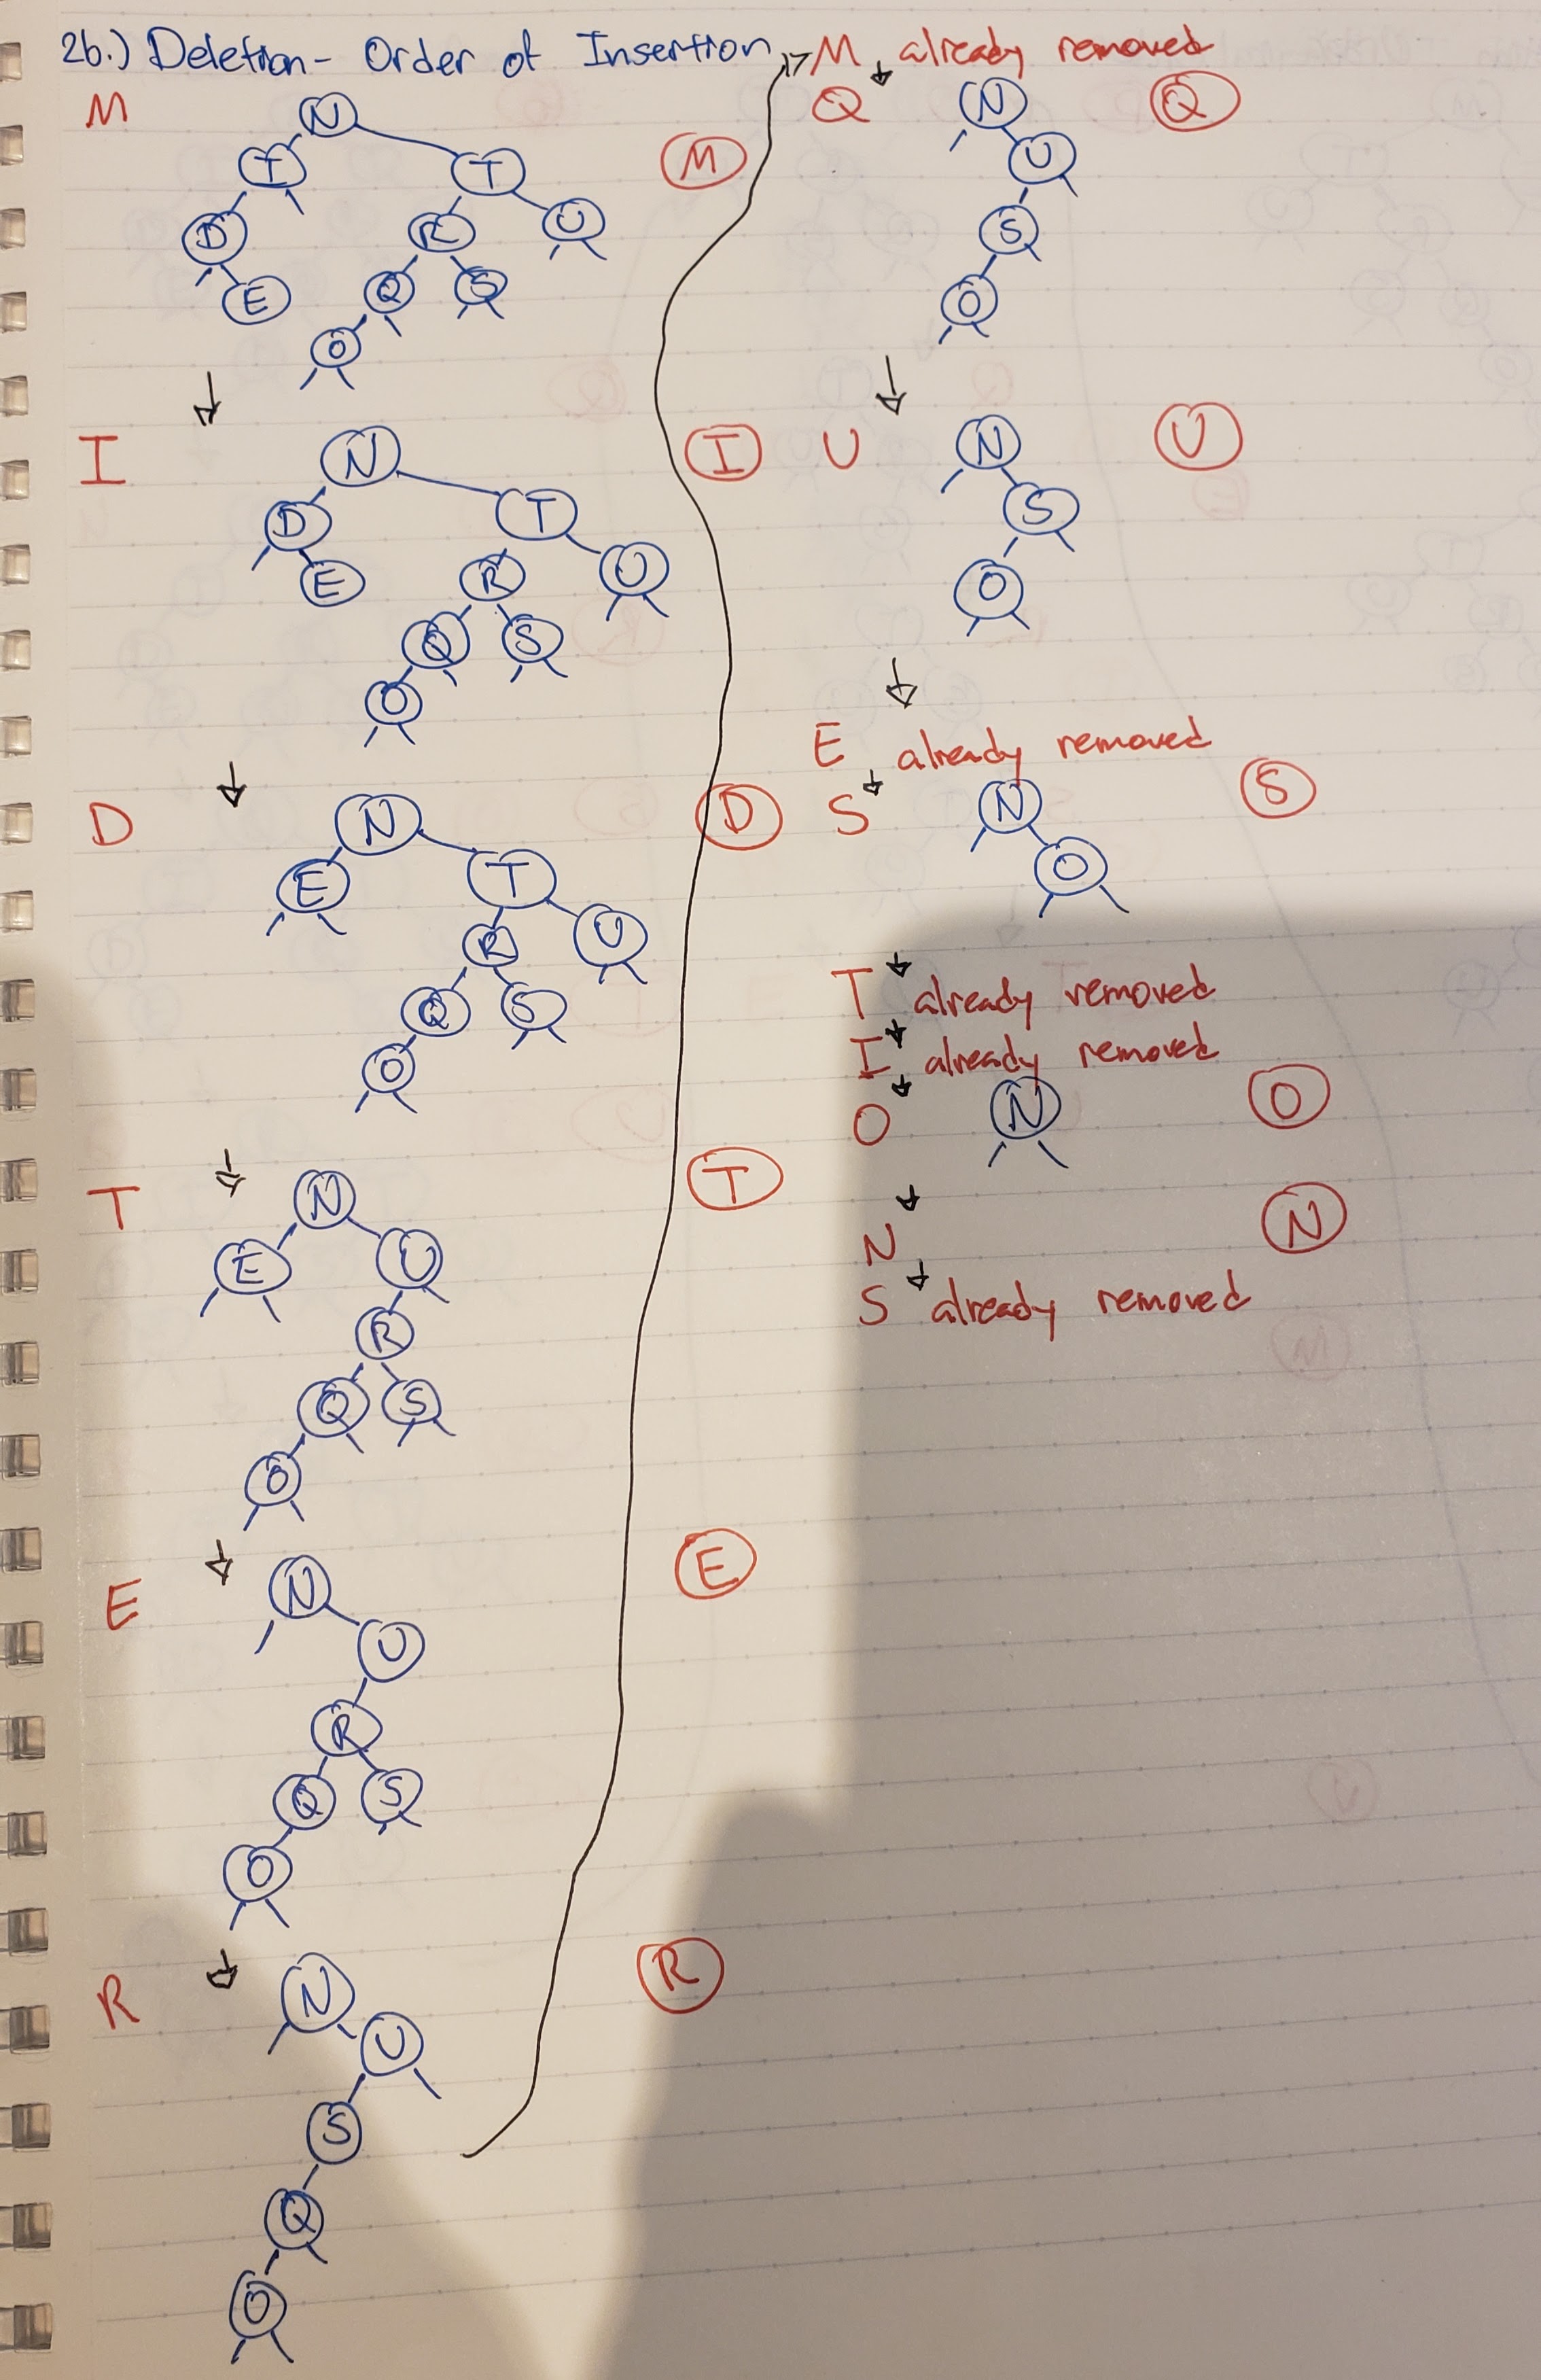 2b.) Deletion - Order of Insertion
M
N
I T
D R U
E Q S
O
M
I
N
D T
E R U
Q S
O
I
D
N
E T
R U
Q S
O
D
T
N
E U
R
Q S
O
T
E
N
U
R
Q S
O
E
R
N
U
S
Q
O
R
M already removed
Q
N
U
S
O
Q
U
N
S
O
U
E already removed
S
N
O
S
T already removed
I already removed
O
N
O
N
N
S already removed